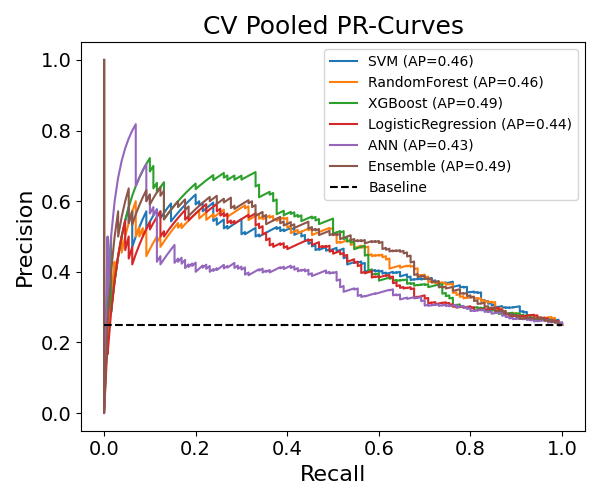 CV Pooled PR-Curves
SVM (AP=0.46)
RandomForest (AP=0.46)
XGBoost (AP=0.49)
LogisticRegression (AP=0.44)
ANN (AP=0.43)
Ensemble (AP=0.49)
Baseline
Precision
1.0
0.8
0.6
0.4
0.2
0.0
0.0 0.2 0.4 0.6 0.8 1.0
Recall